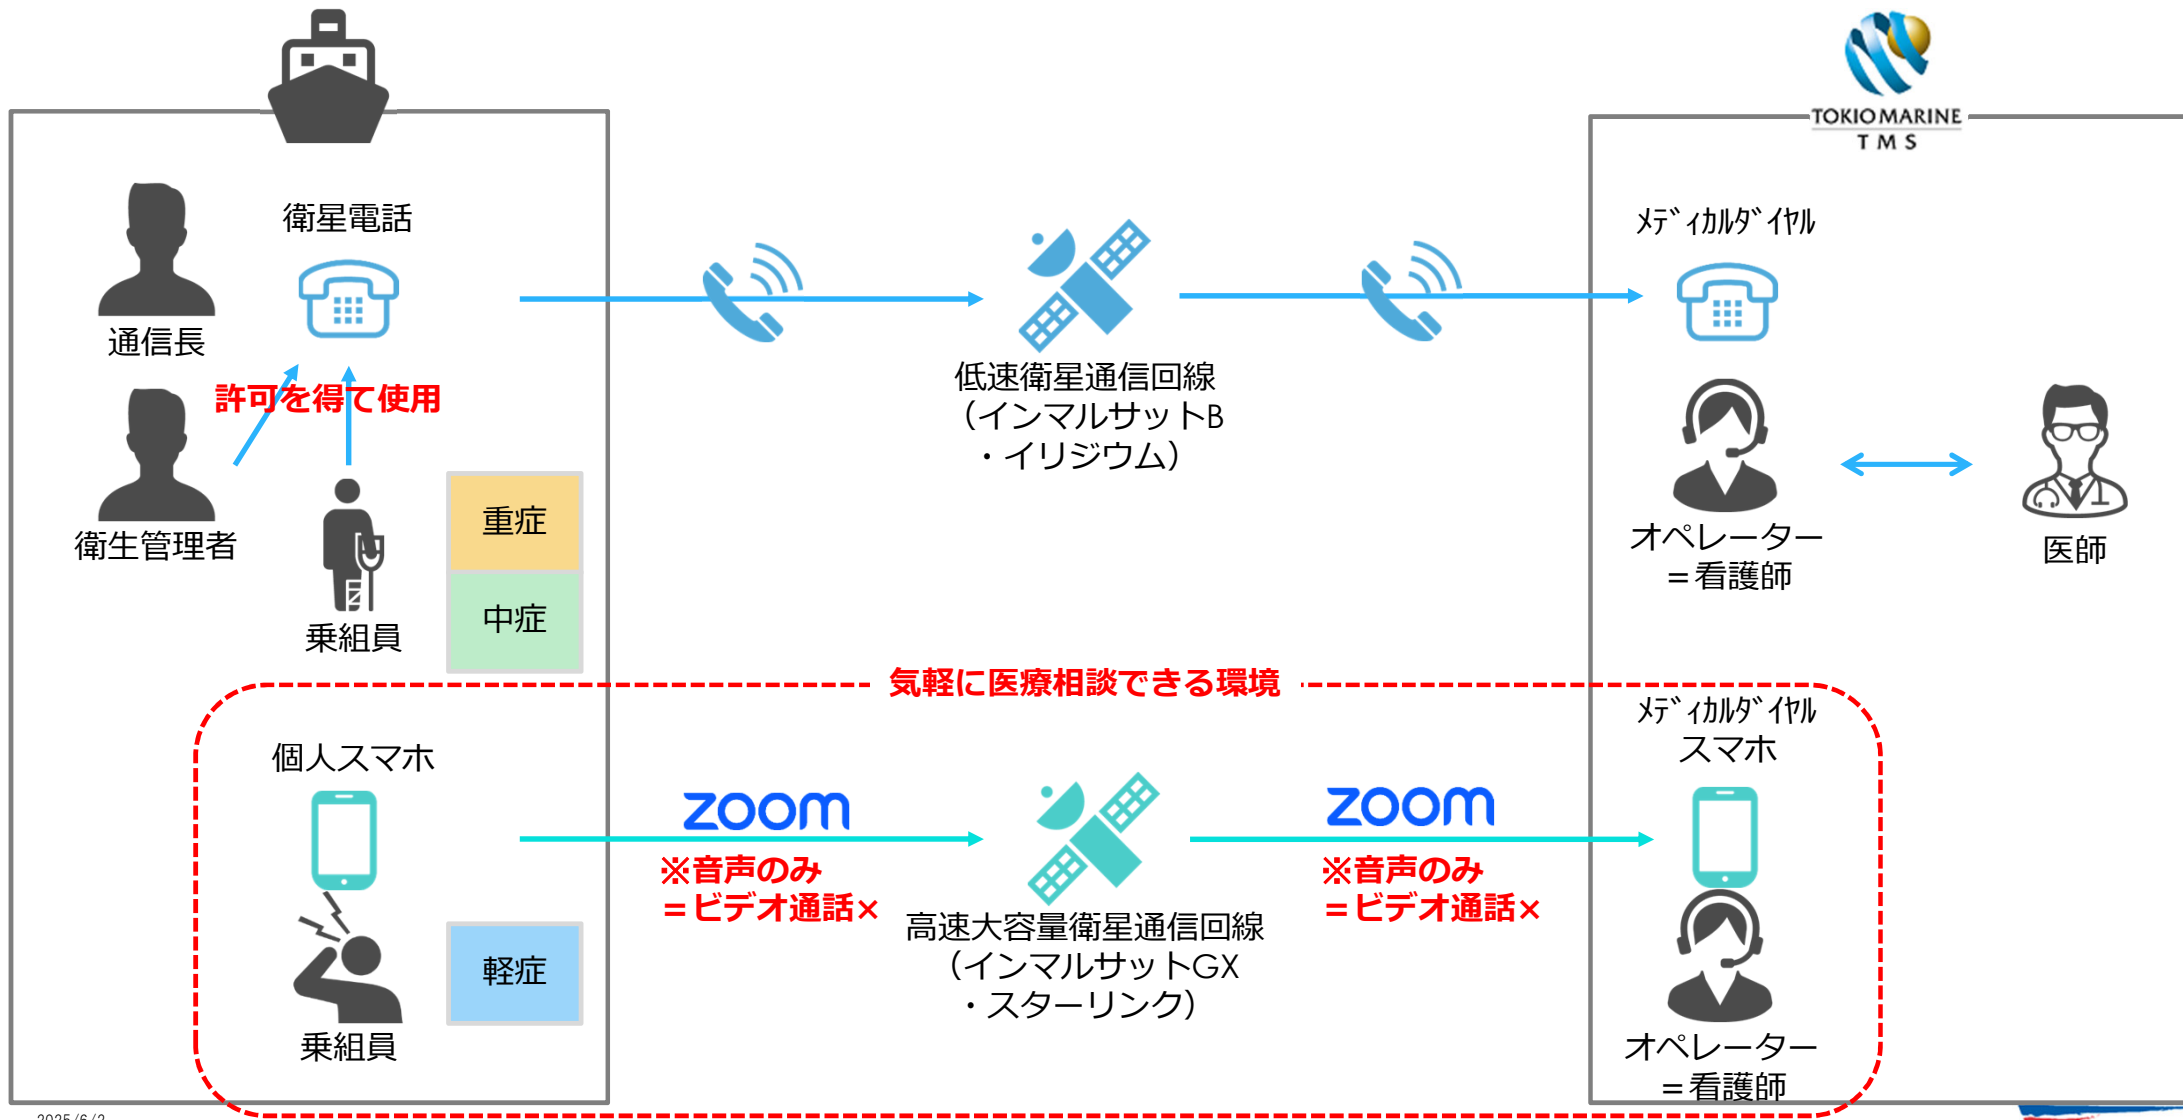 TOKIO MARINE
TMS
衛星電話
通信長
許可を得て使用
衛生管理者
乗組員
重症
中症
低速衛星通信回線
（インマルサットB
・イリジウム）
ﾒﾃﾞｨｶﾙﾀﾞｲﾔﾙ
オペレーター
＝看護師
医師
気軽に医療相談できる環境
個人スマホ
乗組員
軽症
zoom
※音声のみ
＝ビデオ通話×
高速大容量衛星通信回線
（インマルサットGX
・スターリンク）
zoom
※音声のみ
＝ビデオ通話×
ﾒﾃﾞｨｶﾙﾀﾞｲﾔﾙ
スマホ
オペレーター
＝看護師
2025/6/2